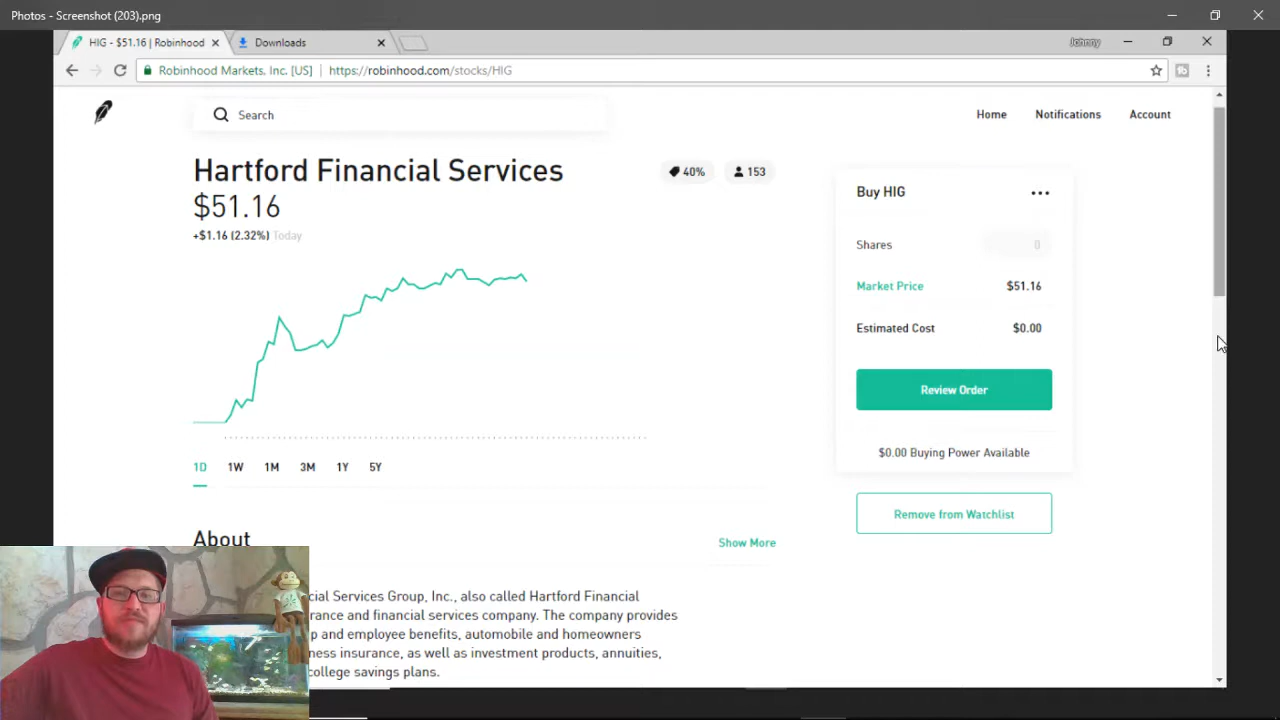 Photos - Screenshot (203).png
HIG - $51.16 | Robinhood
Downloads
Johnny
Robinhood Markets, Inc. [US] | https://robinhood.com/stocks/HIG
Search
Home Notifications Account
Hartford Financial Services
40% 153
$51.16
+$1.16 (2.32%) Today
1D 1W 1M 3M 1Y 5Y
Buy HIG
Shares 0
Market Price $51.16
Estimated Cost $0.00
Review Order
$0.00 Buying Power Available
Remove from Watchlist
About
Show More
cial Services Group, Inc., also called Hartford Financial
rance and financial services company. The company provides
p and employee benefits, automobile and homeowners
ness insurance, as well as investment products, annuities,
college savings plans.